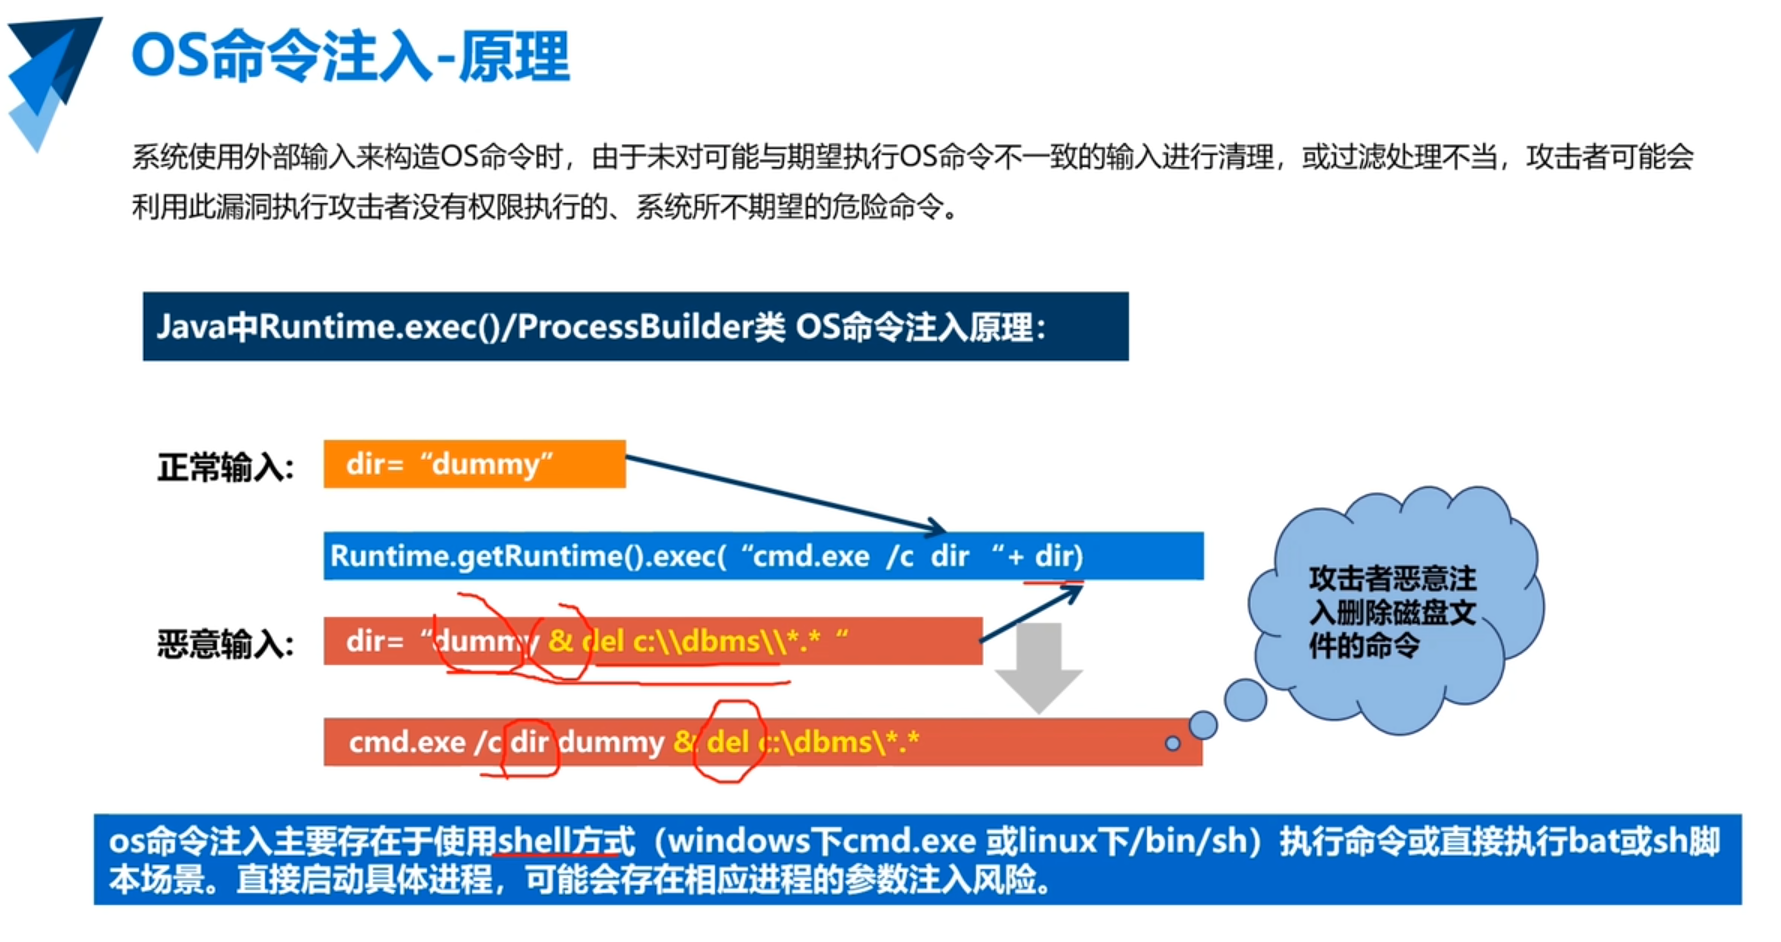 OS命令注入-原理
系统使用外部输入来构造OS命令时，由于未对可能与期望执行OS命令不一致的输入进行清理，或过滤处理不当，攻击者可能会
利用此漏洞执行攻击者没有权限执行的、系统所不期望的危险命令。
Java中Runtime.exec()/ProcessBuilder类 OS命令注入原理：
正常输入:
dir= “dummy”
Runtime.getRuntime().exec( “cmd.exe /c dir “+ dir)
恶意输入:
dir= “dummy & del c:\\dbms\\*.* “
cmd.exe /c dir dummy & del c:\dbms\*.*
攻击者恶意注
入删除磁盘文
件的命令
os命令注入主要存在于使用shell方式（windows下cmd.exe 或linux下/bin/sh）执行命令或直接执行bat或sh脚
本场景。直接启动具体进程，可能会存在相应进程的参数注入风险。